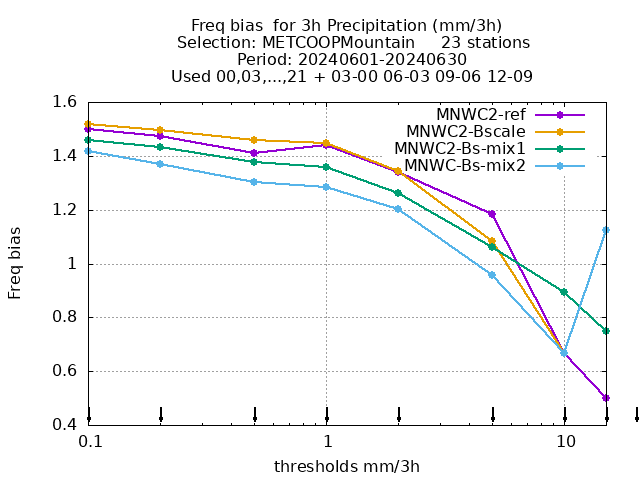 Freq bias  for 3h Precipitation (mm/3h)
Selection: METCOOPMountain     23 stations
Period: 20240601-20240630
Used 00,03,...,21 + 03-00 06-03 09-06 12-09
MNWC2-ref
MNWC2-Bscale
MNWC2-Bs-mix1
MNWC-Bs-mix2
Freq bias
1.6
1.4
1.2
1
0.8
0.6
0.4
0.1 1 10
thresholds mm/3h